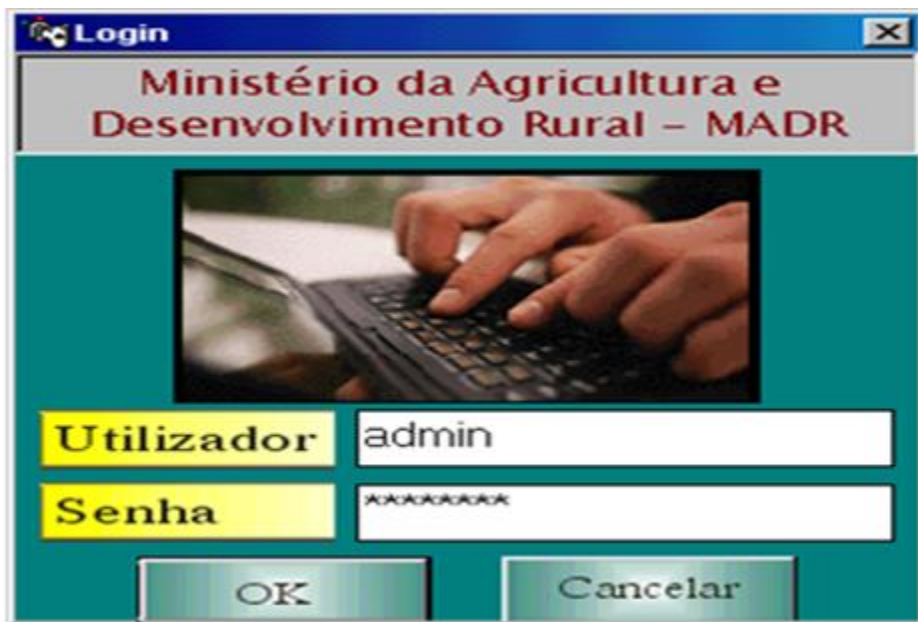 Login
Ministério da Agricultura e
Desenvolvimento Rural - MADR
Utilizador admin
Senha ********
OK Cancelar